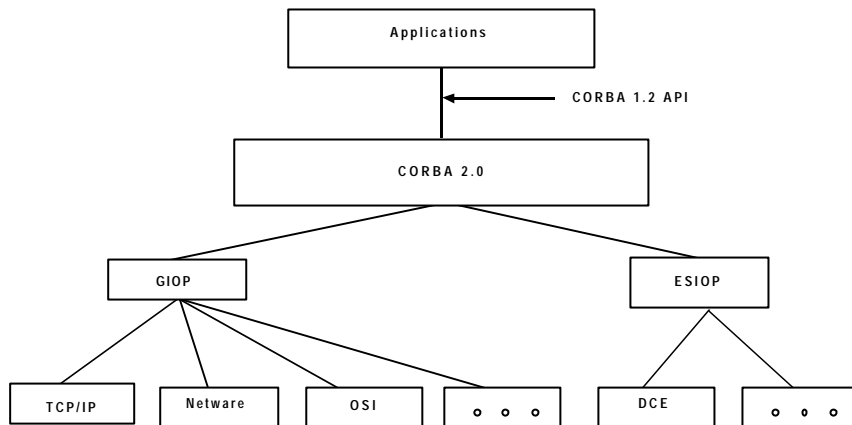 Applications
CORBA 1.2 API
CORBA 2.0
GIOP
ESIOP
TCP/IP
Netware
OSI
DCE